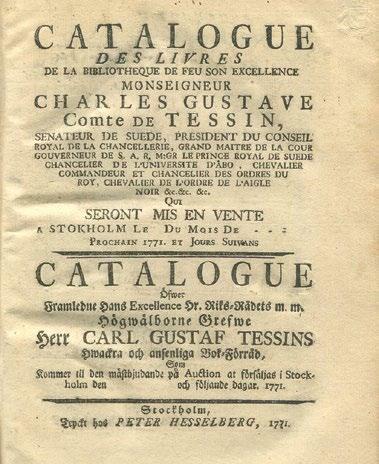 CATALOGUE
DES LIVRES
DE LA BIBLIOTHEQUE DE FEU SON EXCELLENCE
MONSEIGNEUR
CHARLES GUSTAVE
Comte DE TESSIN,
SENATEUR DE SUEDE, PRESIDENT DU CONSEIL
ROYAL DE LA CHANCELLERIE, GRAND MAITRE DE LA COUR
GOUVERNEUR DE S. A. R. M:GR LE PRINCE ROYAL DE SUEDE
CHANCELIER DE L'UNIVERSITE D'ÅBO, CHEVALIER
COMMANDEUR ET CHANCELIER DES ORDRES DU
ROY, CHEVALIER DE L'ORDRE DE L'AIGLE
NOIR &c.&c. &c.
QUI
SERONT MIS EN VENTE
A STOKHOLM LE DU MOIS DE - - -
PROCHAIN 1771. ET JOURS SUIVANS
CATALOGUE
Öfwer
Framledne Hans Excellence Hr. Riks-Rådets m. m.
Högwälborne Grefwe
Herr CARL GUSTAF TESSINS
Hwackra och ansenliga Bok-Förråd,
Som
Kommer til den mästbjudande på Auction at försäljas i Stock-
holm den och följande dagar. 1771.
Stockholm,
Tryckt hos PETER HESSELBERG, 1771.